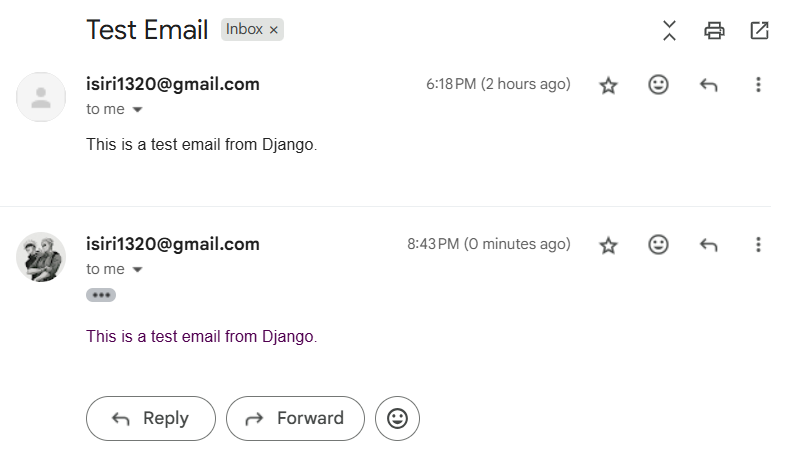 Test Email Inbox ×
isiri1320@gmail.com 6:18 PM (2 hours ago)
to me
This is a test email from Django.
isiri1320@gmail.com 8:43 PM (0 minutes ago)
to me
This is a test email from Django.
Reply Forward